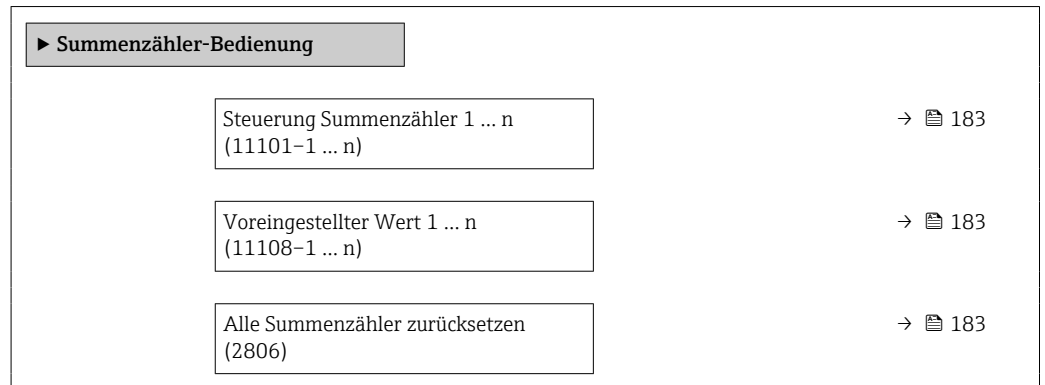 ▶ Summenzähler-Bedienung
Steuerung Summenzähler 1 … n
(11101–1 … n)
→ 183
Voreingestellter Wert 1 … n
(11108–1 … n)
→ 183
Alle Summenzähler zurücksetzen
(2806)
→ 183